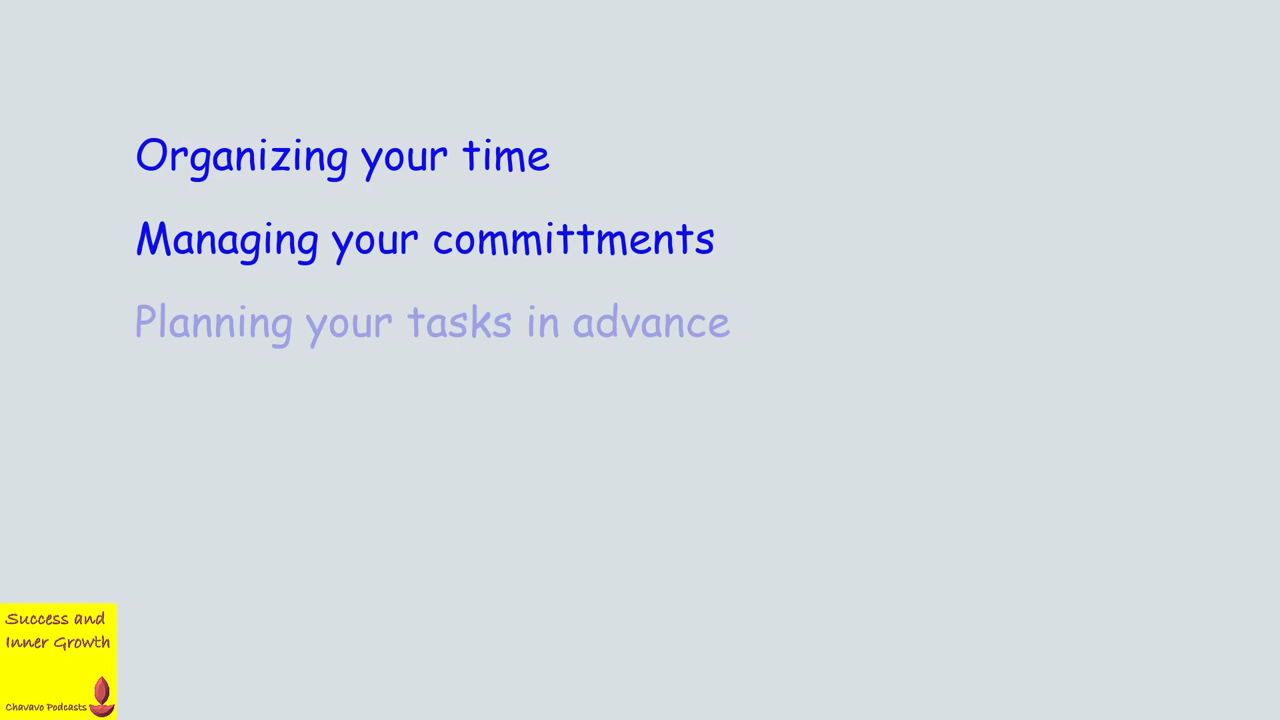 Organizing your time
Managing your committments
Planning your tasks in advance
Success and
Inner Growth
Chavavo Podcasts